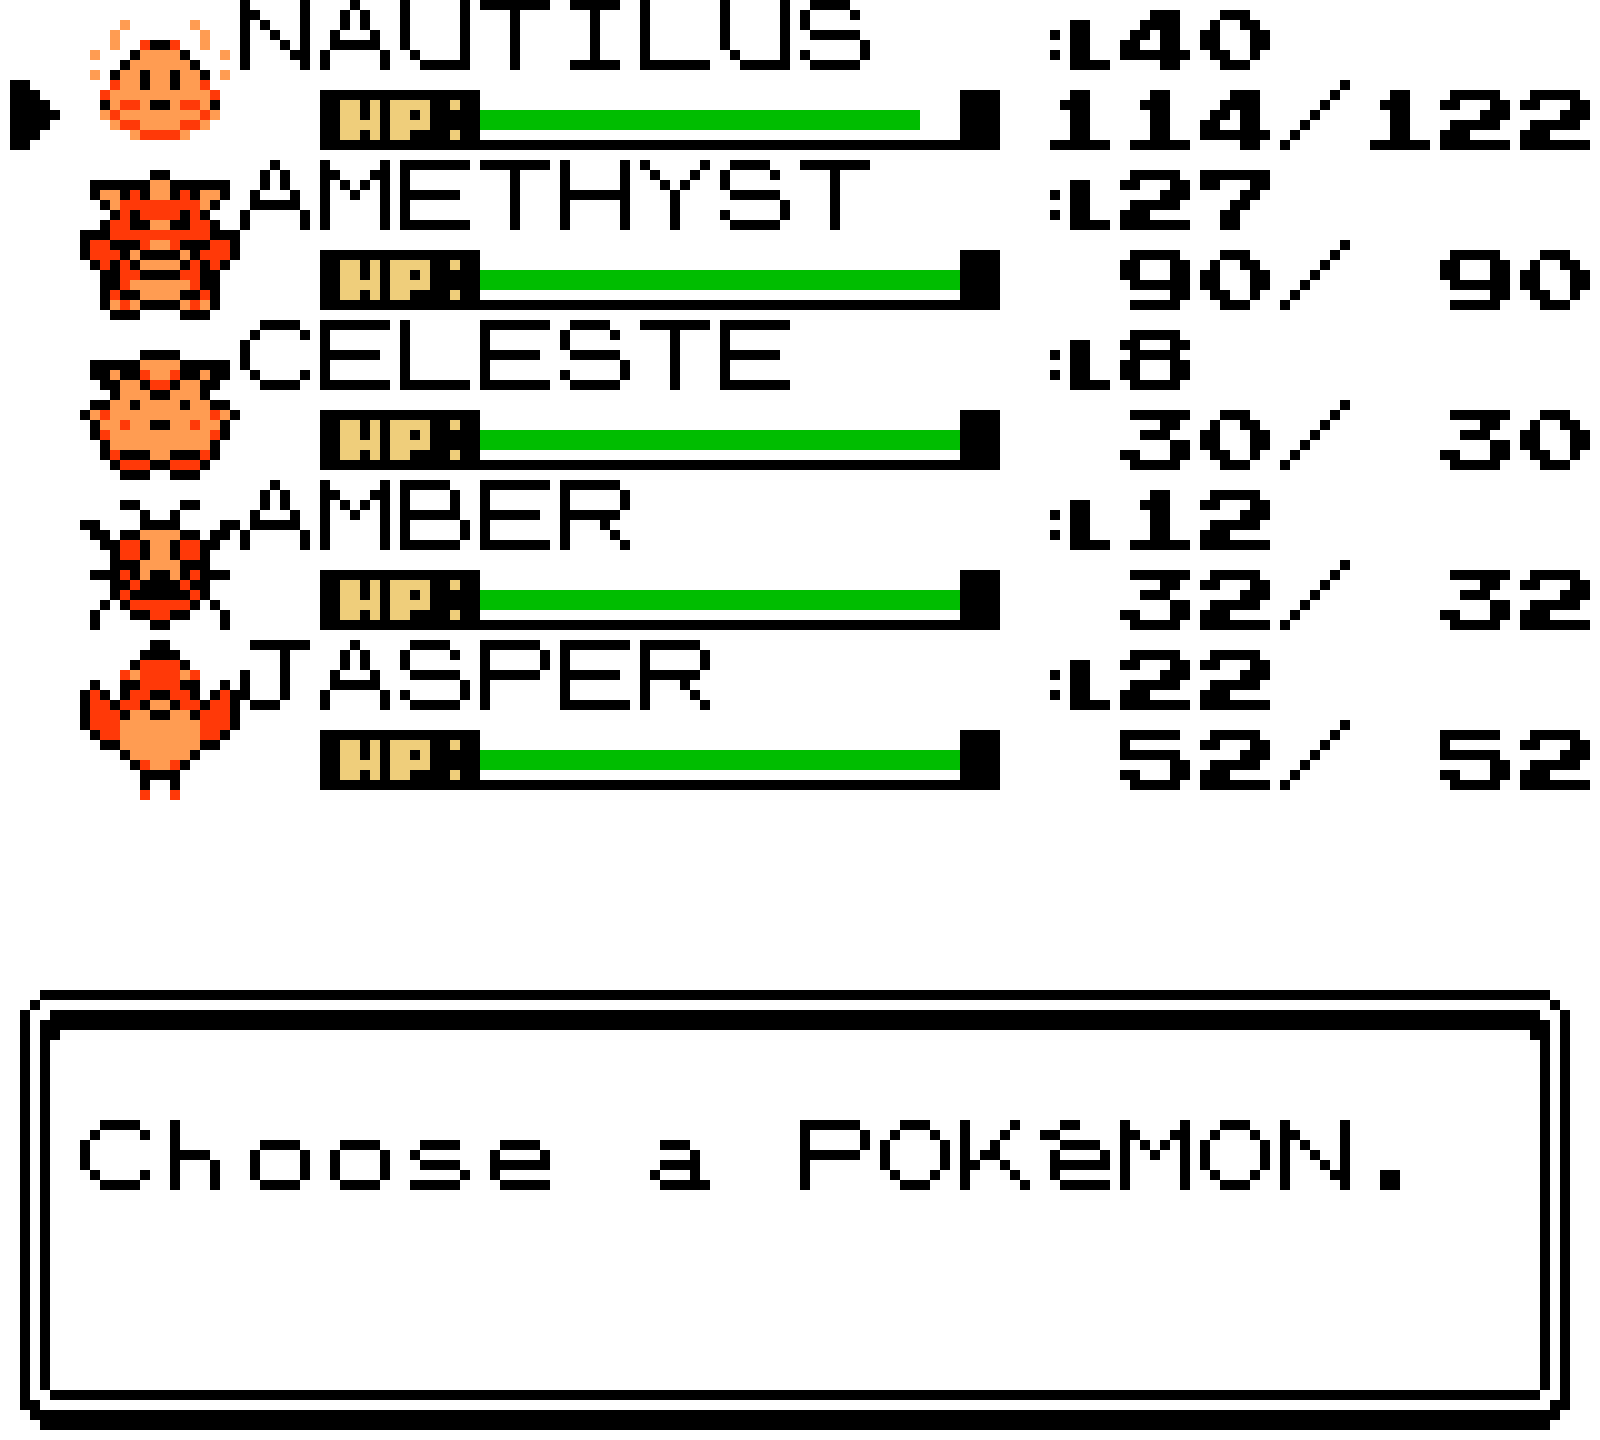 NAUTILUS :L40
HP: 114/122
AMETHYST :L27
HP: 90/ 90
CELESTE :L8
HP: 30/ 30
AMBER :L12
HP: 32/ 32
JASPER :L22
HP: 52/ 52
Choose a POKéMON.